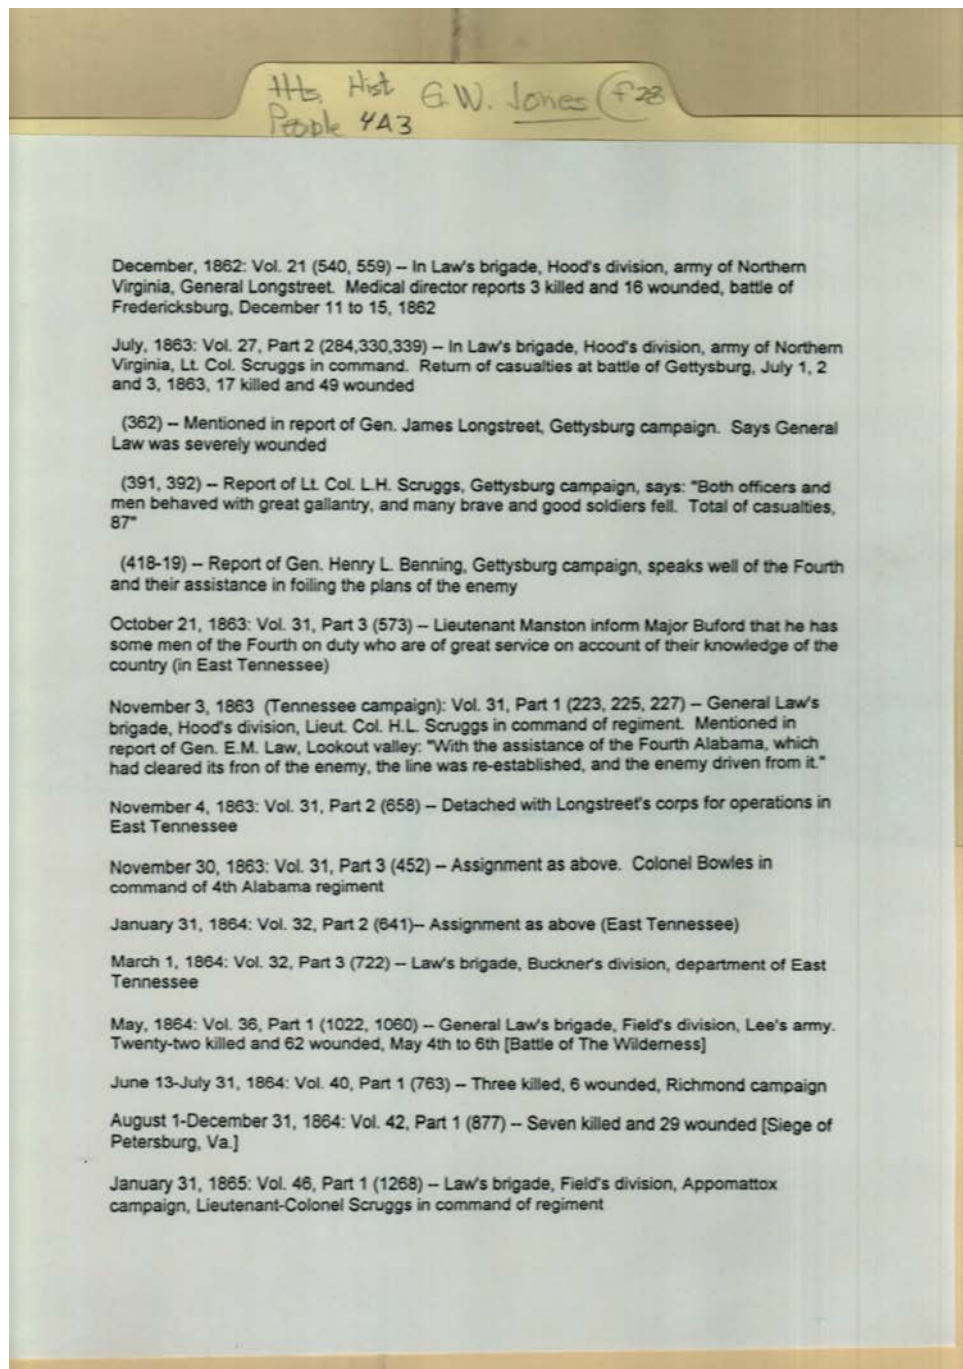 Hts. Hist G.W. Jones (f28)
People 4A3
December, 1862: Vol. 21 (540, 559) -- In Law's brigade, Hood's division, army of Northern
Virginia, General Longstreet. Medical director reports 3 killed and 16 wounded, battle of
Fredericksburg, December 11 to 15, 1862
July, 1863: Vol. 27, Part 2 (284,330,339) -- In Law's brigade, Hood's division, army of Northern
Virginia, Lt. Col. Scruggs in command. Return of casualties at battle of Gettysburg, July 1, 2
and 3, 1863, 17 killed and 49 wounded
(362) -- Mentioned in report of Gen. James Longstreet, Gettysburg campaign. Says General
Law was severely wounded
(391, 392) -- Report of Lt. Col. L.H. Scruggs, Gettysburg campaign, says: "Both officers and
men behaved with great gallantry, and many brave and good soldiers fell. Total of casualties,
87"
(418-19) -- Report of Gen. Henry L. Benning, Gettysburg campaign, speaks well of the Fourth
and their assistance in foiling the plans of the enemy
October 21, 1863: Vol. 31, Part 3 (573) -- Lieutenant Manston inform Major Buford that he has
some men of the Fourth on duty who are of great service on account of their knowledge of the
country (in East Tennessee)
November 3, 1863 (Tennessee campaign): Vol. 31, Part 1 (223, 225, 227) -- General Law's
brigade, Hood's division, Lieut. Col. H.L. Scruggs in command of regiment. Mentioned in
report of Gen. E.M. Law, Lookout valley: "With the assistance of the Fourth Alabama, which
had cleared its fron of the enemy, the line was re-established, and the enemy driven from it."
November 4, 1863: Vol. 31, Part 2 (658) -- Detached with Longstreet's corps for operations in
East Tennessee
November 30, 1863: Vol. 31, Part 3 (452) -- Assignment as above. Colonel Bowles in
command of 4th Alabama regiment
January 31, 1864: Vol. 32, Part 2 (641)-- Assignment as above (East Tennessee)
March 1, 1864: Vol. 32, Part 3 (722) -- Law's brigade, Buckner's division, department of East
Tennessee
May, 1864: Vol. 36, Part 1 (1022, 1060) -- General Law's brigade, Field's division, Lee's army.
Twenty-two killed and 62 wounded, May 4th to 6th [Battle of The Wilderness]
June 13-July 31, 1864: Vol. 40, Part 1 (763) -- Three killed, 6 wounded, Richmond campaign
August 1-December 31, 1864: Vol. 42, Part 1 (877) -- Seven killed and 29 wounded [Siege of
Petersburg, Va.]
January 31, 1865: Vol. 46, Part 1 (1268) -- Law's brigade, Field's division, Appomattox
campaign, Lieutenant-Colonel Scruggs in command of regiment